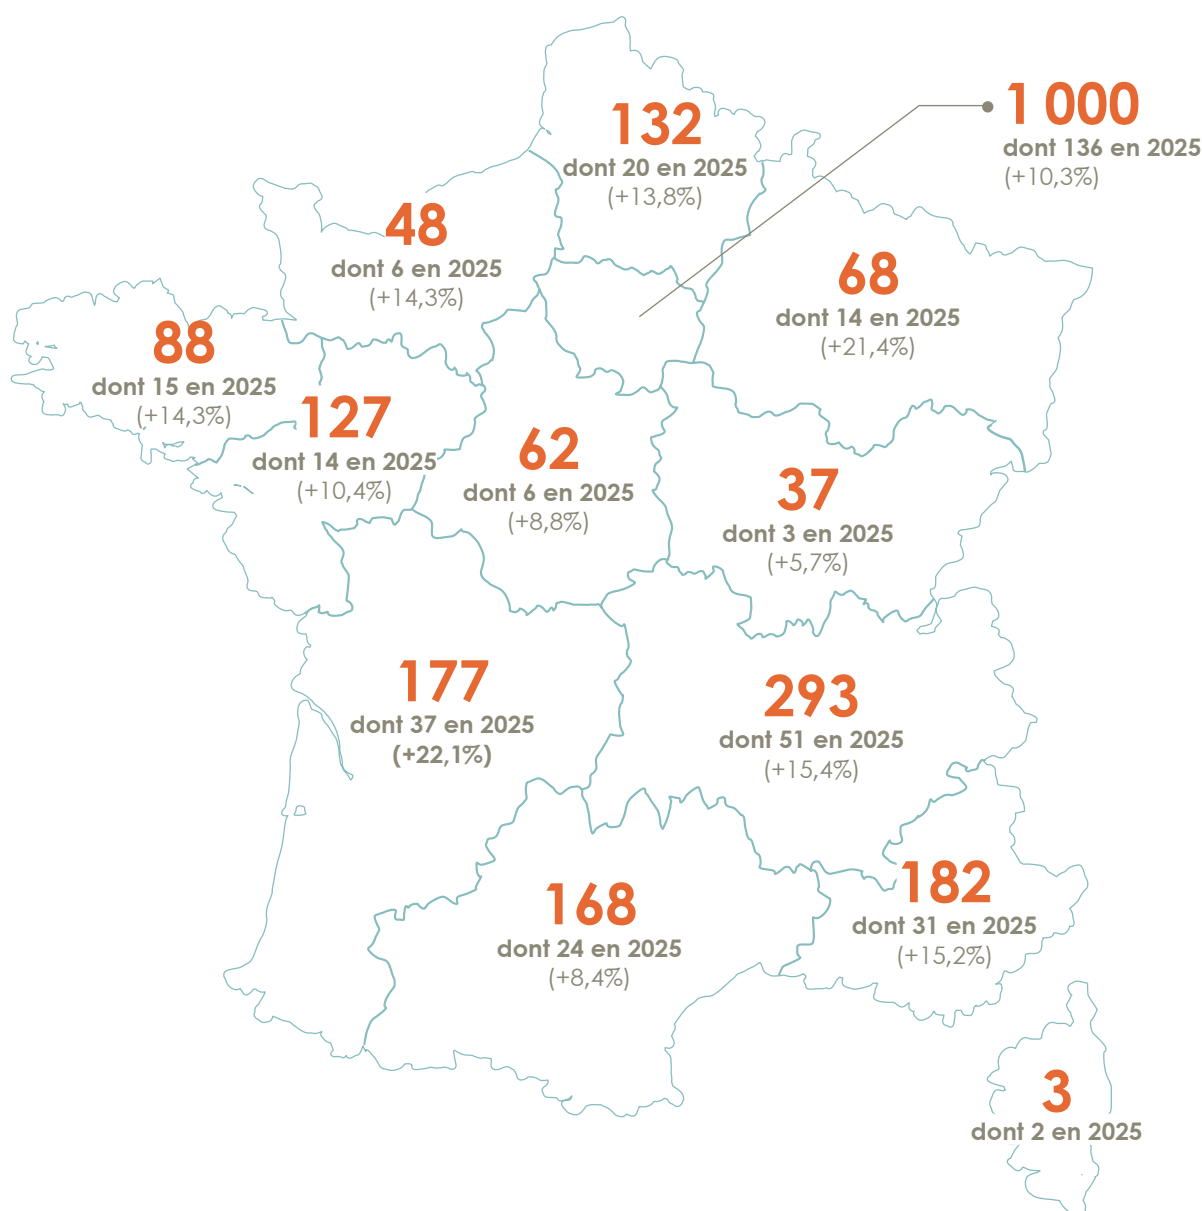 1 000
dont 136 en 2025
(+10,3%)
132
dont 20 en 2025
(+13,8%)
48
dont 6 en 2025
(+14,3%)
68
dont 14 en 2025
(+21,4%)
88
dont 15 en 2025
(+14,3%)
127
dont 14 en 2025
(+10,4%)
62
dont 6 en 2025
(+8,8%)
37
dont 3 en 2025
(+5,7%)
177
dont 37 en 2025
(+22,1%)
293
dont 51 en 2025
(+15,4%)
168
dont 24 en 2025
(+8,4%)
182
dont 31 en 2025
(+15,2%)
3
dont 2 en 2025